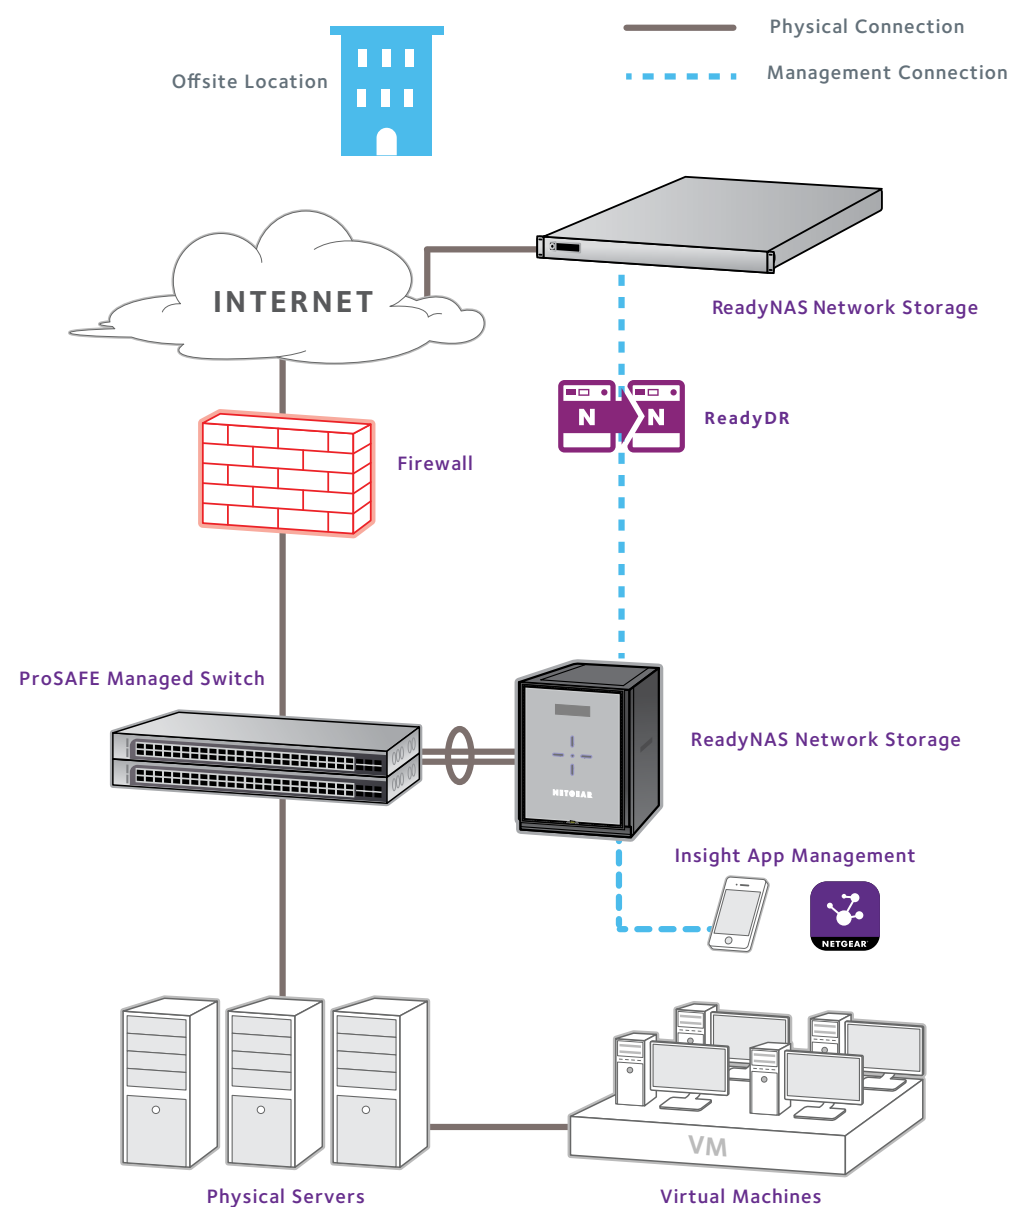 Physical Connection
Offsite Location
Management Connection
INTERNET
ReadyNAS Network Storage
N N
ReadyDR
Firewall
ProSAFE Managed Switch
ReadyNAS Network Storage
NETGEAR
Insight App Management
NETGEAR
VM
Physical Servers
Virtual Machines